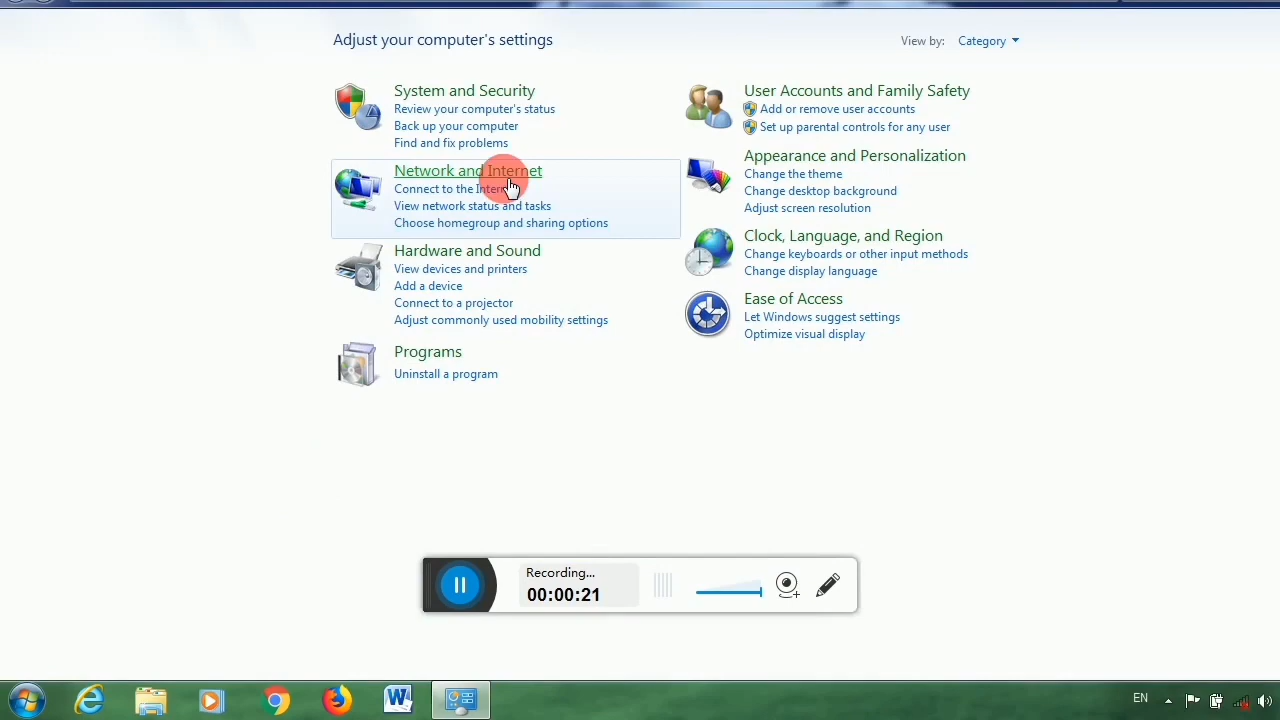 Adjust your computer's settings
View by: Category
System and Security
Review your computer's status
Back up your computer
Find and fix problems
Network and Internet
Connect to the Internet
View network status and tasks
Choose homegroup and sharing options
Hardware and Sound
View devices and printers
Add a device
Connect to a projector
Adjust commonly used mobility settings
Programs
Uninstall a program
User Accounts and Family Safety
Add or remove user accounts
Set up parental controls for any user
Appearance and Personalization
Change the theme
Change desktop background
Adjust screen resolution
Clock, Language, and Region
Change keyboards or other input methods
Change display language
Ease of Access
Let Windows suggest settings
Optimize visual display
Recording...
00:00:21
W
EN